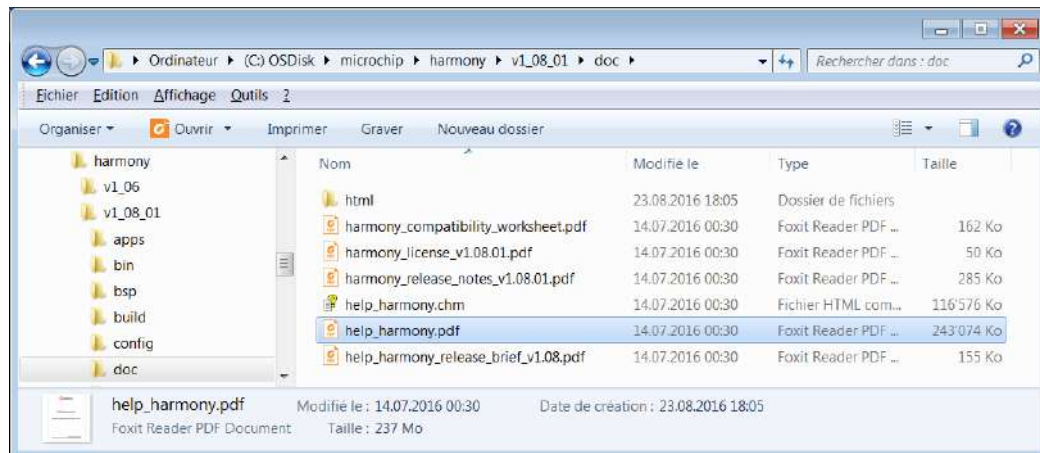 Ordinateur ▸ (C:) OSDisk ▸ microchip ▸ harmony ▸ v1_08_01 ▸ doc ▸ Rechercher dans : doc
Fichier Edition Affichage Outils ?
Organiser Ouvrir Imprimer Graver Nouveau dossier
harmony
v1_06
v1_08_01
apps
bin
bsp
build
config
doc
Nom Modifié le Type Taille
html 23.08.2016 18:05 Dossier de fichiers
harmony_compatibility_worksheet.pdf 14.07.2016 00:30 Foxit Reader PDF ... 162 Ko
harmony_license_v1.08.01.pdf 14.07.2016 00:30 Foxit Reader PDF ... 50 Ko
harmony_release_notes_v1.08.01.pdf 14.07.2016 00:30 Foxit Reader PDF ... 285 Ko
help_harmony.chm 14.07.2016 00:30 Fichier HTML com... 116'576 Ko
help_harmony.pdf 14.07.2016 00:30 Foxit Reader PDF ... 243'074 Ko
help_harmony_release_brief_v1.08.pdf 14.07.2016 00:30 Foxit Reader PDF ... 155 Ko
help_harmony.pdf Modifié le : 14.07.2016 00:30 Date de création : 23.08.2016 18:05
Foxit Reader PDF Document Taille : 237 Mo